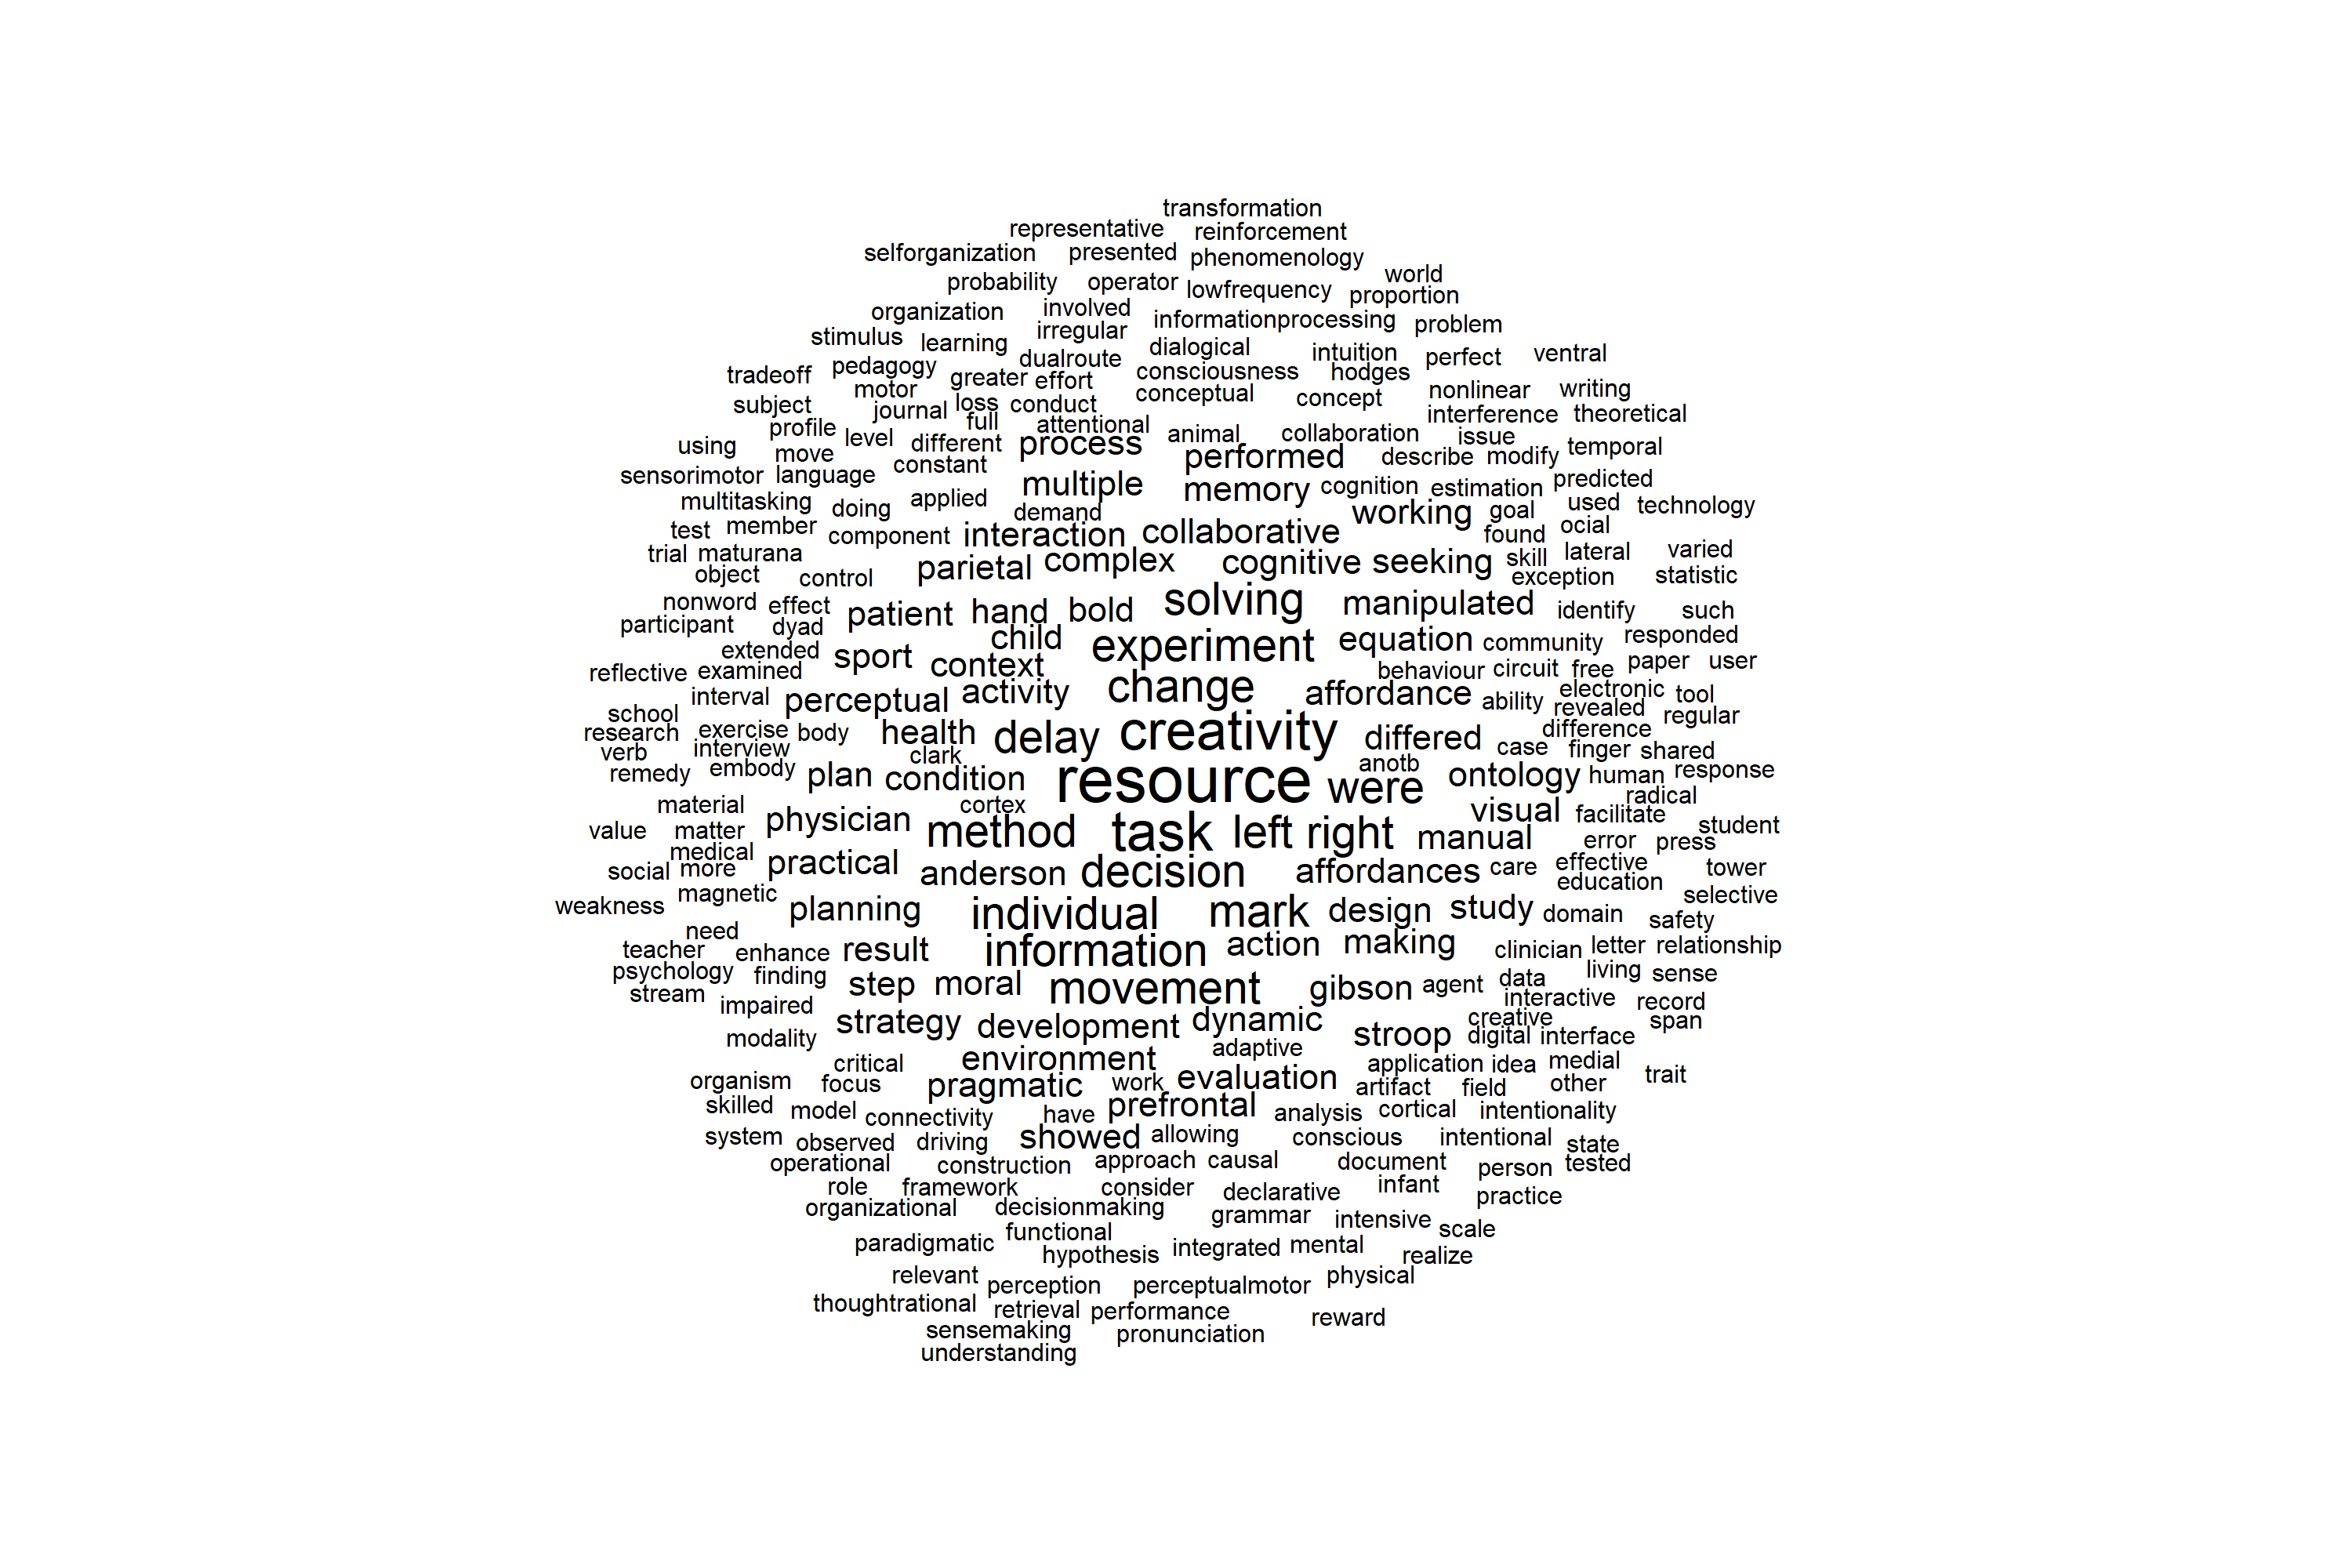 transformation
representative reinforcement
selforganization presented phenomenology
world
probability operator lowfrequency proportion
organization involved informationprocessing problem
stimulus learning irregular
dialogical intuition perfect ventral
tradeoff pedagogy dualroute consciousness hodges
motor greater effort conceptual concept nonlinear writing
subject journal loss conduct interference theoretical
profile level full attentional animal collaboration issue
using move different process performed describe modify temporal
sensorimotor language constant multiple memory cognition estimation predicted
multitasking doing applied demand working goal used technology
test member component interaction collaborative found ocial
trial maturana parietal complex cognitive seeking skill lateral varied
object control exception statistic
nonword effect patient hand bold solving manipulated identify such
participant dyad child experiment equation community responded
extended sport context behaviour circuit free paper user
reflective examined
interval perceptual activity change affordance ability electronic tool
school revealed regular
research exercise body health delay creativity differed difference
verb interview clark case finger shared
remedy embody plan condition resource were anotb ontology human response
material cortex visual radical
value matter physician method task left right manual facilitate student
medical error press
social more practical anderson decision affordances care effective tower
weakness magnetic education selective
planning individual mark design study domain safety
need
teacher enhance result information action making clinician letter relationship
psychology finding step moral movement gibson agent data living sense
stream impaired interactive record
modality strategy development dynamic stroop creative span
digital interface
critical environment adaptive application idea medial
organism focus pragmatic work evaluation artifact field other trait
skilled model connectivity have prefrontal analysis cortical intentionality
system observed driving showed allowing conscious intentional state
operational construction approach causal document person tested
role framework consider declarative infant practice
organizational decisionmaking grammar intensive scale
paradigmatic functional
hypothesis integrated mental realize
relevant perception perceptualmotor physical
thoughtrational retrieval performance reward
sensemaking pronunciation
understanding